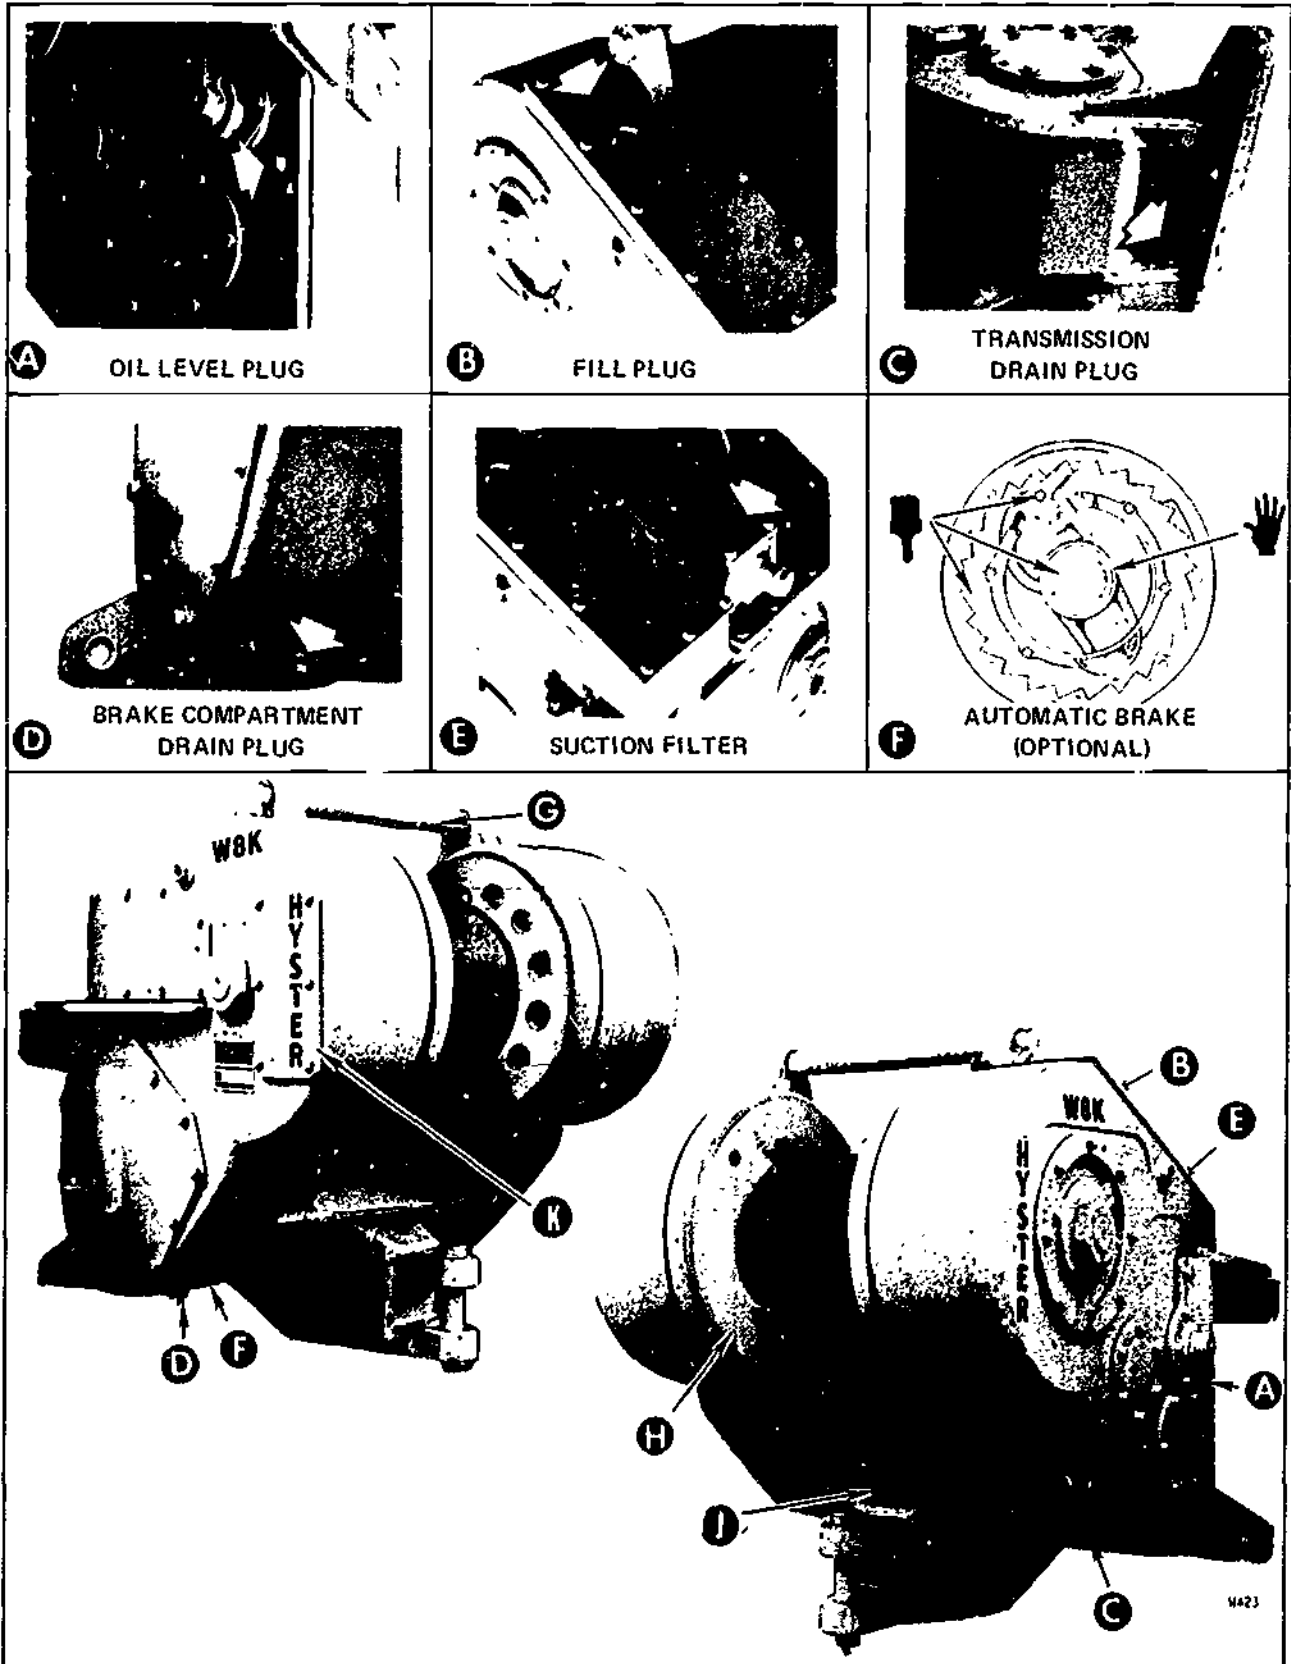 A
OIL LEVEL PLUG
B
FILL PLUG
C
TRANSMISSION
DRAIN PLUG
D
BRAKE COMPARTMENT
DRAIN PLUG
E
SUCTION FILTER
F
AUTOMATIC BRAKE
(OPTIONAL)
G
W8K
HYSTER
K
D
F
B
E
W8K
HYSTER
A
H
J
C
W423